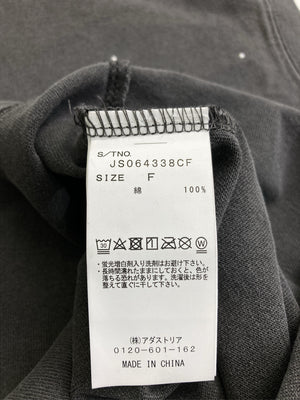 S/TNO.
JS064338CF
SIZE F
綿 100%
・蛍光増白剤入り洗剤はお避け下さい。
・長時間濡れたままにしておくと、色が
落ちる恐れがあります。洗濯後は形を
整えて直ぐに干して下さい。
(株)アダストリア
0120-601-162
MADE IN CHINA